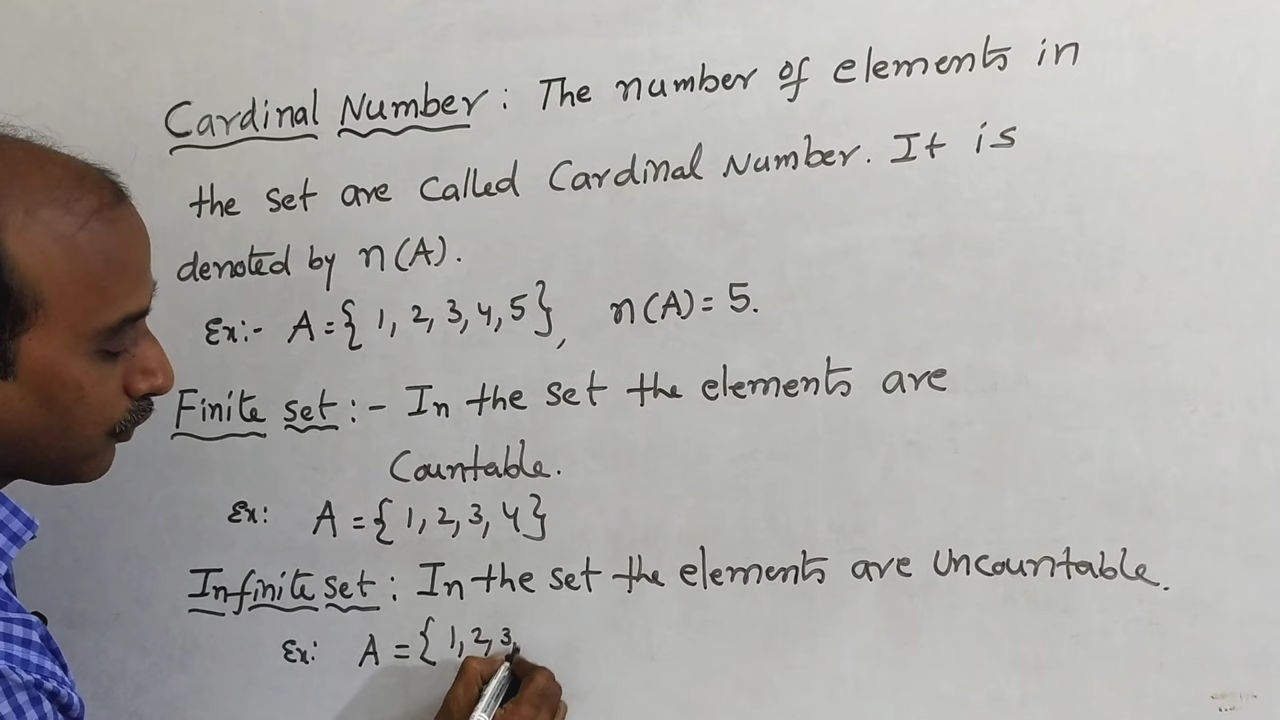 Cardinal Number : The number of elements in
the set are called Cardinal Number. It is
denoted by n(A).
Ex:- A={ 1, 2, 3, 4, 5}, n(A)= 5.
Finite set :- In the set the elements are
Countable.
Ex: A={ 1, 2, 3, 4}
Infinite set : In the set the elements are Uncountable.
Ex: A={ 1, 2, 3,